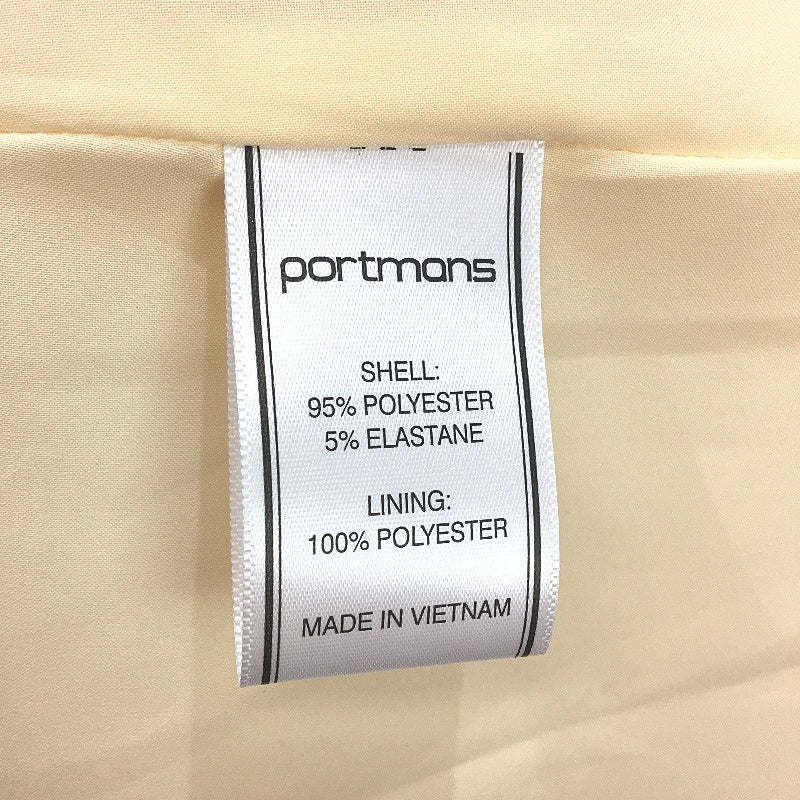 portmans
SHELL:
95% POLYESTER
5% ELASTANE
LINING:
100% POLYESTER
MADE IN VIETNAM